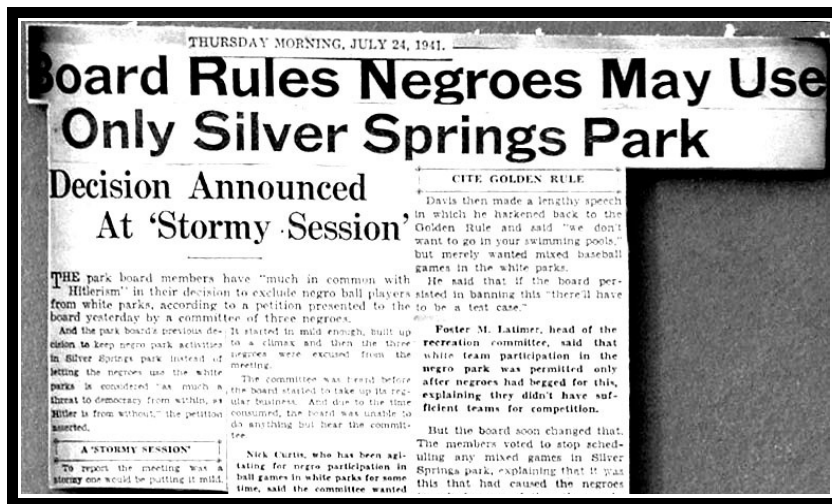 THURSDAY MORNING, JULY 24, 1941.
Board Rules Negroes May Use
Only Silver Springs Park
Decision Announced
At ‘Stormy Session’
THE park board members have “much in common with
Hitlerism” in their decision to exclude negro ball players
from white parks, according to a petition presented to the
board yesterday by a committee of three negroes.
And the park board's previous de-
cision to keep negro park activities
in Silver Springs park instead of
letting the negroes use the white
parks is considered “as much a
threat to democracy from within, as
Hitler is from without,” the petition
asserted.
A ‘STORMY SESSION’
To report the meeting was a
stormy one would be putting it mild.
It started in mild enough, built up
to a climax and then the three
negroes were excused from the
meeting.
The committee was heard before
the board started to take up its reg-
ular business. And due to the time
consumed, the board was unable to
do anything but hear the commit-
tee.
Nick Curtis, who has been agi-
tating for negro participation in
ball games in white parks for some
time, said the committee wanted
CITE GOLDEN RULE
Davis then made a lengthy speech
in which he harkened back to the
Golden Rule and said “we don't
want to go in your swimming pools,”
but merely wanted mixed baseball
games in the white parks.
He said that if the board per-
sisted in banning this “there'll have
to be a test case.”
Foster M. Latimer, head of the
recreation committee, said that
white team participation in the
negro park was permitted only
after negroes had begged for this,
explaining they didn't have suf-
ficient teams for competition.
But the board soon changed that.
The members voted to stop sched-
uling any mixed games in Silver
Springs park, explaining that it was
this that had caused the negroes